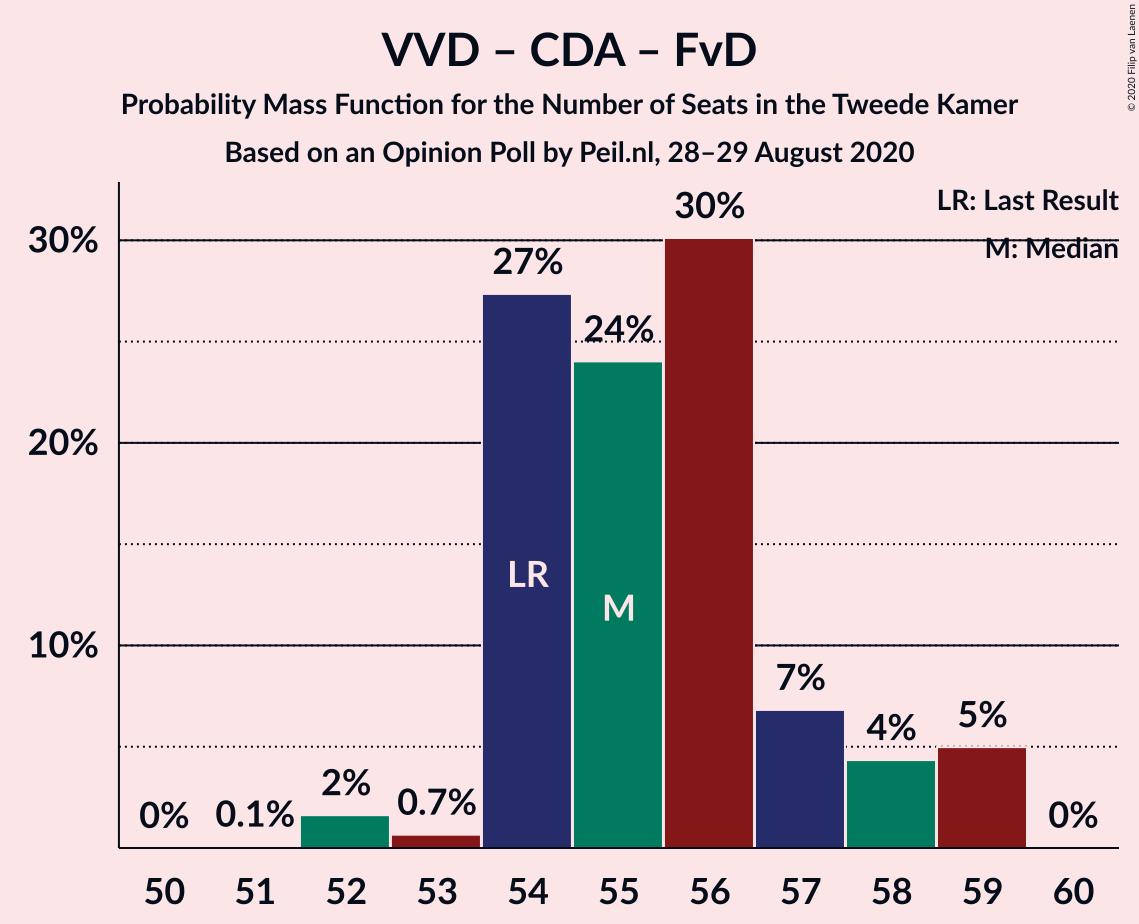 VVD – CDA – FvD
Probability Mass Function for the Number of Seats in the Tweede Kamer
Based on an Opinion Poll by Peil.nl, 28–29 August 2020
© 2020 Filip van Laenen
LR: Last Result
M: Median
30%
20%
10%
0%
0.1%
2%
0.7%
27%
24%
30%
7%
4%
5%
0%
LR
M
50 51 52 53 54 55 56 57 58 59 60